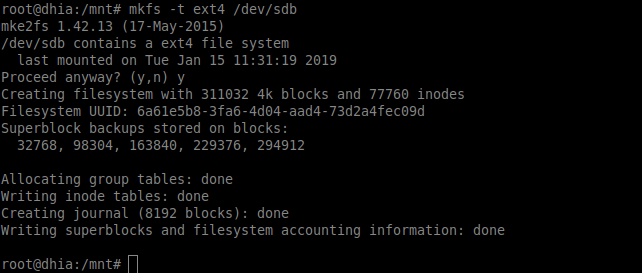 root@dhia:/mnt# mkfs -t ext4 /dev/sdb
mke2fs 1.42.13 (17-May-2015)
/dev/sdb contains a ext4 file system
  last mounted on Tue Jan 15 11:31:19 2019
Proceed anyway? (y,n) y
Creating filesystem with 311032 4k blocks and 77760 inodes
Filesystem UUID: 6a61e5b8-3fa6-4d04-aad4-73d2a4fec09d
Superblock backups stored on blocks:
  32768, 98304, 163840, 229376, 294912

Allocating group tables: done
Writing inode tables: done
Creating journal (8192 blocks): done
Writing superblocks and filesystem accounting information: done

root@dhia:/mnt#